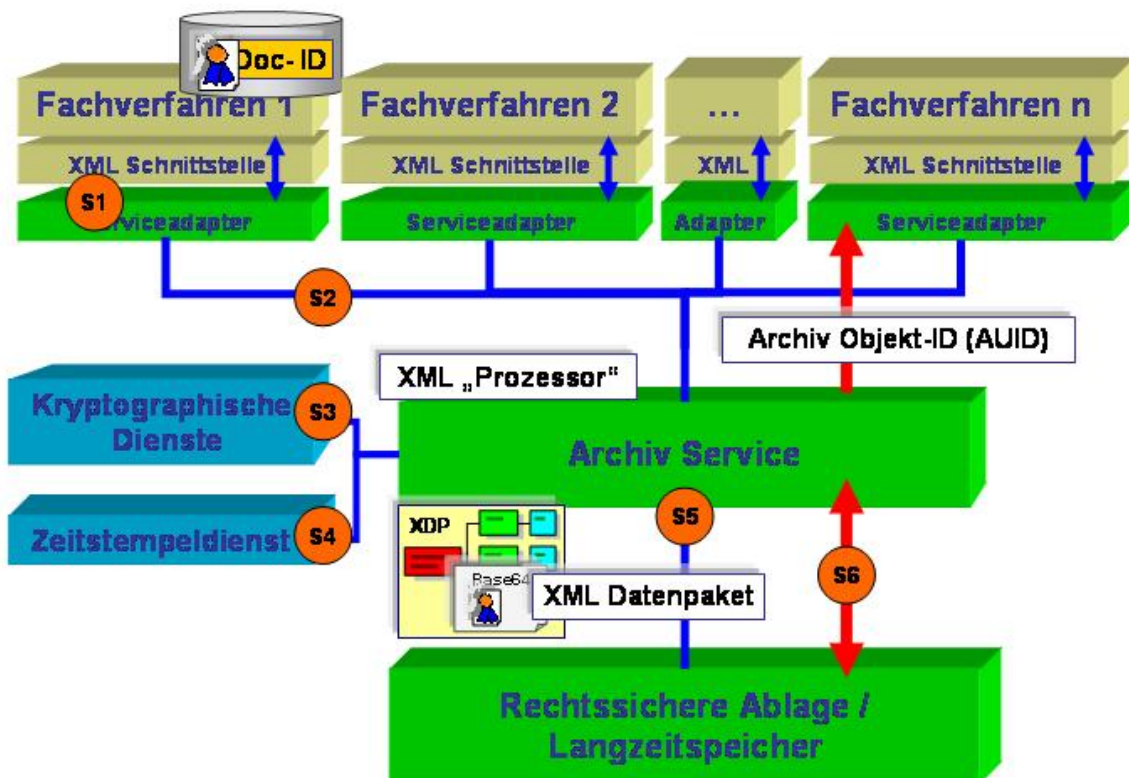 Doc- ID
Fachverfahren 1
Fachverfahren 2
...
Fachverfahren n
XML Schnittstelle
XML Schnittstelle
XML
XML Schnittstelle
S1
Serviceadapter
Serviceadapter
Adapter
Serviceadapter
S2
Archiv Objekt-ID (AUID)
XML „Prozessor“
Kryptographische
Dienste
S3
Archiv Service
Zeitstempeldienst
S4
XDP
Base64
XML Datenpaket
S5
S6
Rechtssichere Ablage /
Langzeitspeicher